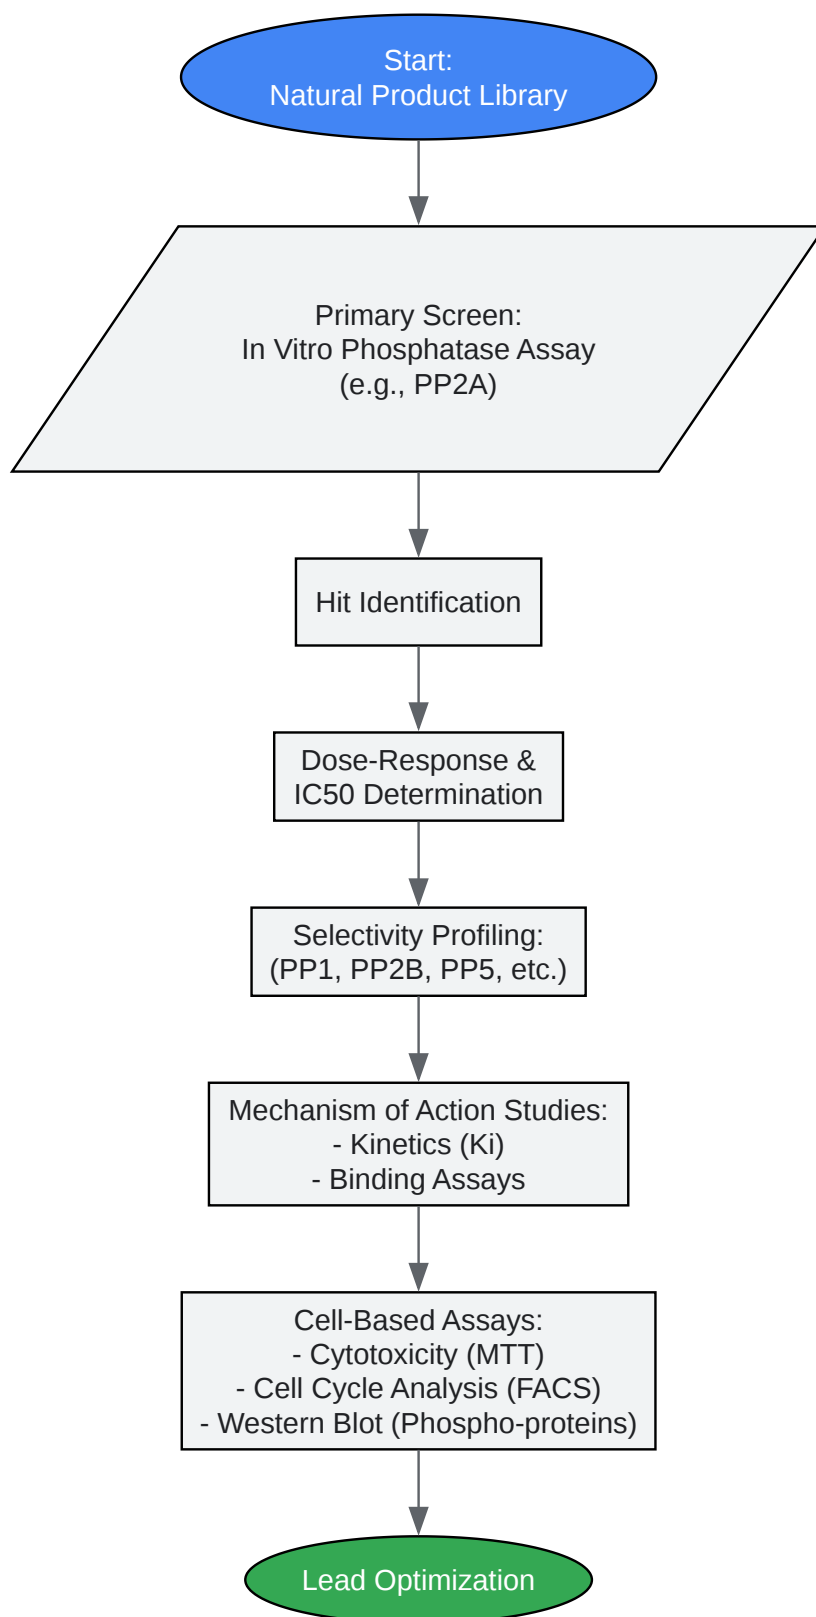 Start:
Natural Product Library
Primary Screen:
In Vitro Phosphatase Assay
(e.g., PP2A)
Hit Identification
Dose-Response &
IC50 Determination
Selectivity Profiling:
(PP1, PP2B, PP5, etc.)
Mechanism of Action Studies:
- Kinetics (Ki)
- Binding Assays
Cell-Based Assays:
- Cytotoxicity (MTT)
- Cell Cycle Analysis (FACS)
- Western Blot (Phospho-proteins)
Lead Optimization